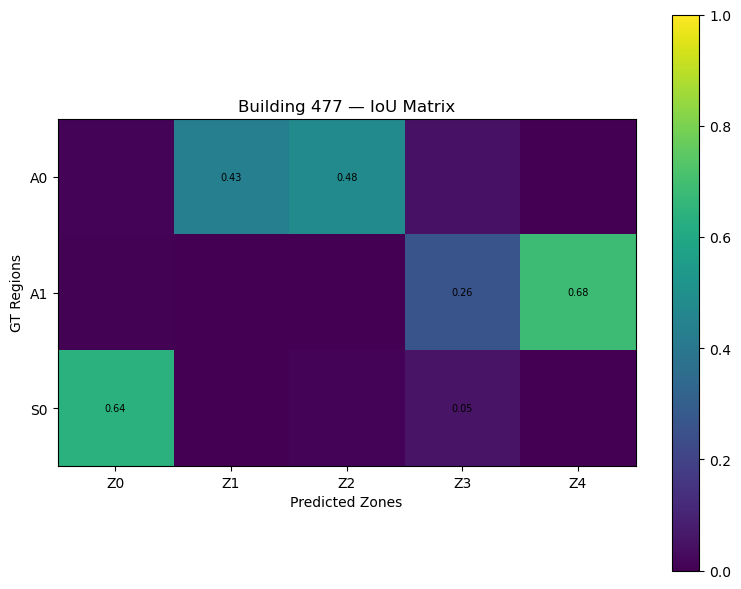 Building 477 — IoU Matrix
1.0
0.8
0.6
0.4
0.2
0.0
GT Regions
A0
0.43
0.48
A1
0.26
0.68
S0
0.64
0.05
Z0
Z1
Z2
Z3
Z4
Predicted Zones